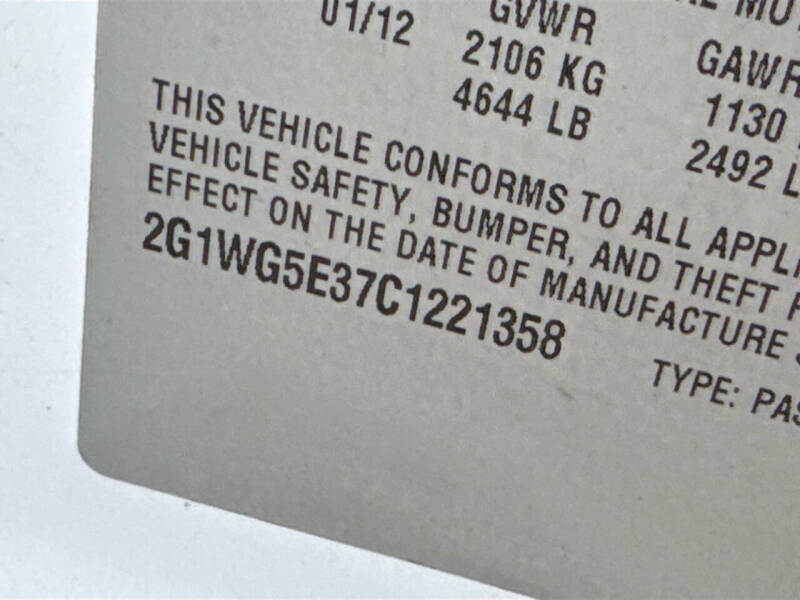 01/12 GVWR GAWR
2106 KG 1130
4644 LB 2492 L
THIS VEHICLE CONFORMS TO ALL APPLI
VEHICLE SAFETY, BUMPER, AND THEFT P
EFFECT ON THE DATE OF MANUFACTURE
2G1WG5E37C1221358
TYPE: PAS